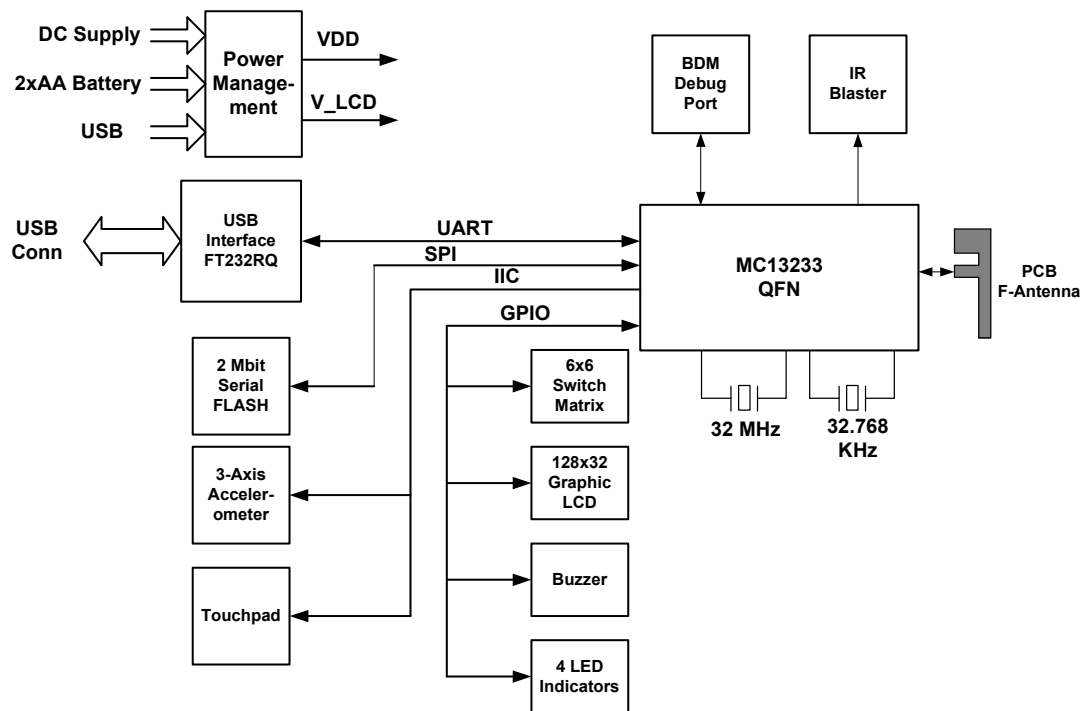 DC Supply
2xAA Battery
USB
Power
Manage-
ment
VDD
V_LCD
BDM
Debug
Port
IR
Blaster
USB
Conn
USB
Interface
FT232RQ
UART
SPI
IIC
GPIO
MC13233
QFN
PCB
F-Antenna
32 MHz
32.768
KHz
2 Mbit
Serial
FLASH
6x6
Switch
Matrix
3-Axis
Acceler-
ometer
128x32
Graphic
LCD
Touchpad
Buzzer
4 LED
Indicators